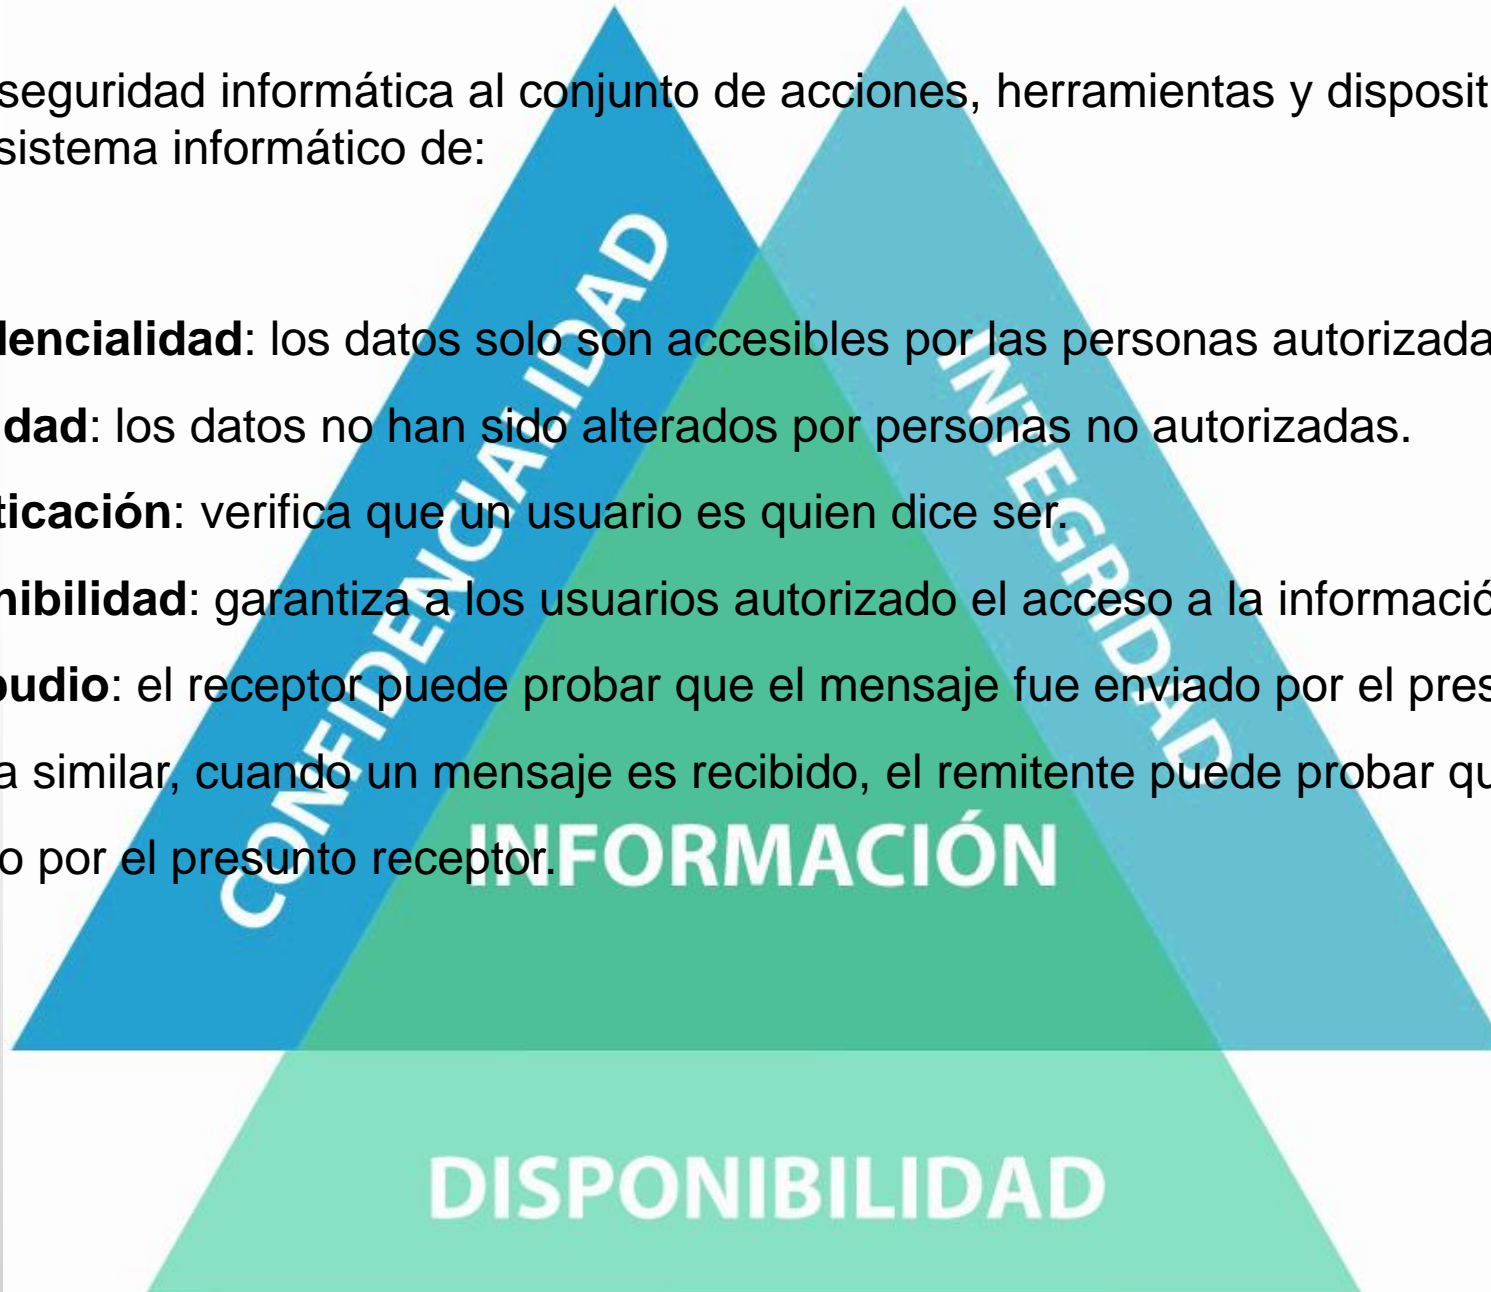 seguridad informática al conjunto de acciones, herramientas y disposit
sistema informático de:
dencialidad: los datos solo son accesibles por las personas autorizada
dad: los datos no han sido alterados por personas no autorizadas.
ticación: verifica que un usuario es quien dice ser.
nibilidad: garantiza a los usuarios autorizado el acceso a la informació
pudio: el receptor puede probar que el mensaje fue enviado por el pres
a similar, cuando un mensaje es recibido, el remitente puede probar qu
o por el presunto receptor.
CONFIDENCIALIDAD
INTEGRIDAD
INFORMACIÓN
DISPONIBILIDAD